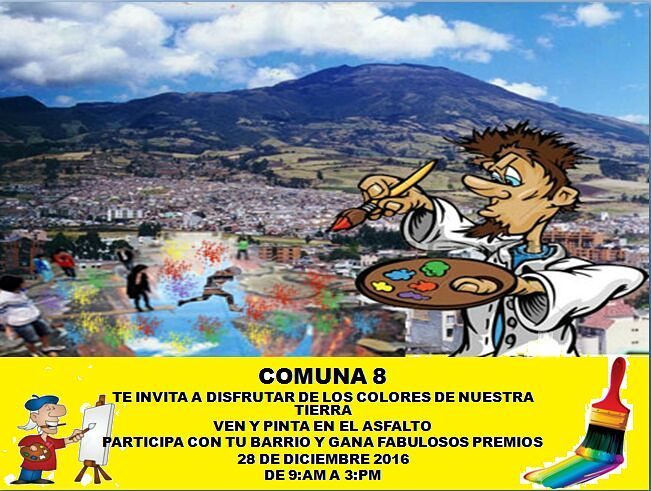 COMUNA 8
TE INVITA A DISFRUTAR DE LOS COLORES DE NUESTRA
TIERRA
VEN Y PINTA EN EL ASFALTO
PARTICIPA CON TU BARRIO Y GANA FABULOSOS PREMIOS
28 DE DICIEMBRE 2016
DE 9:AM A 3:PM